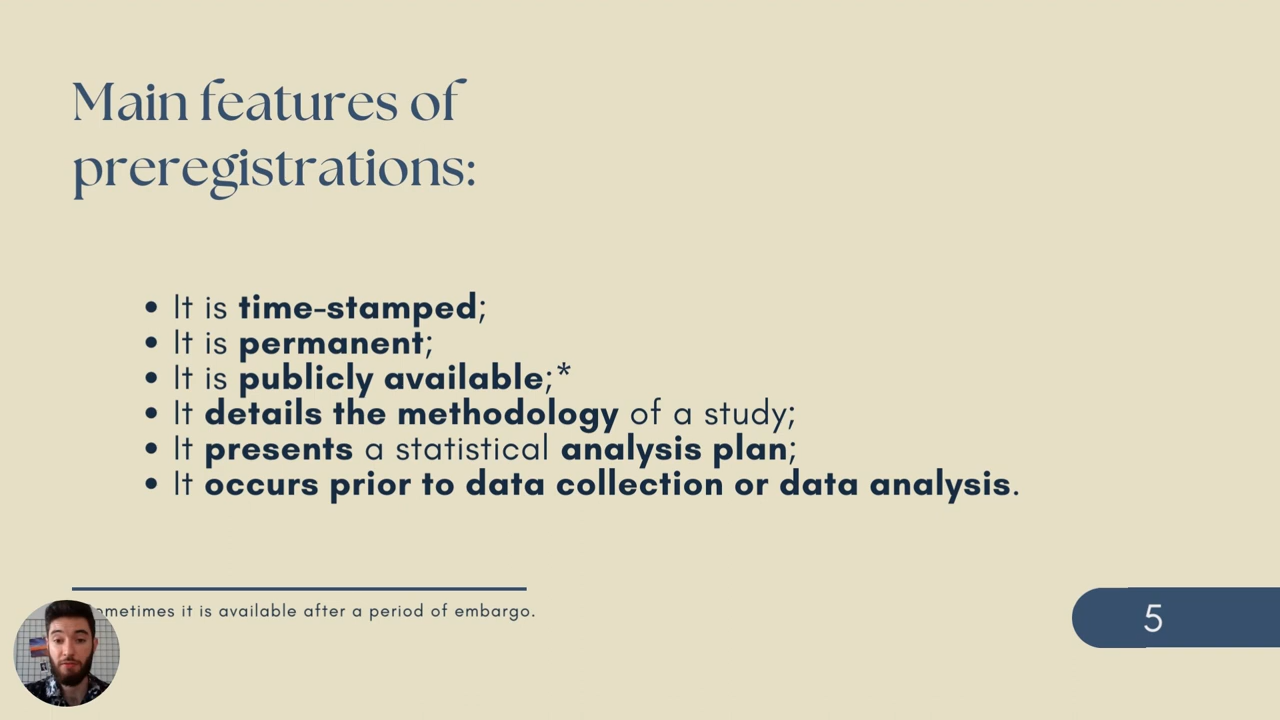 Main features of
preregistrations:
• It is time-stamped;
• It is permanent;
• It is publicly available;*
• It details the methodology of a study;
• It presents a statistical analysis plan;
• It occurs prior to data collection or data analysis.
it is available after a period of embargo.
5